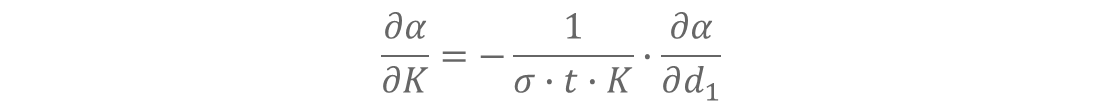 ∂α/∂K = − 1/(σ · t · K) · ∂α/∂d₁